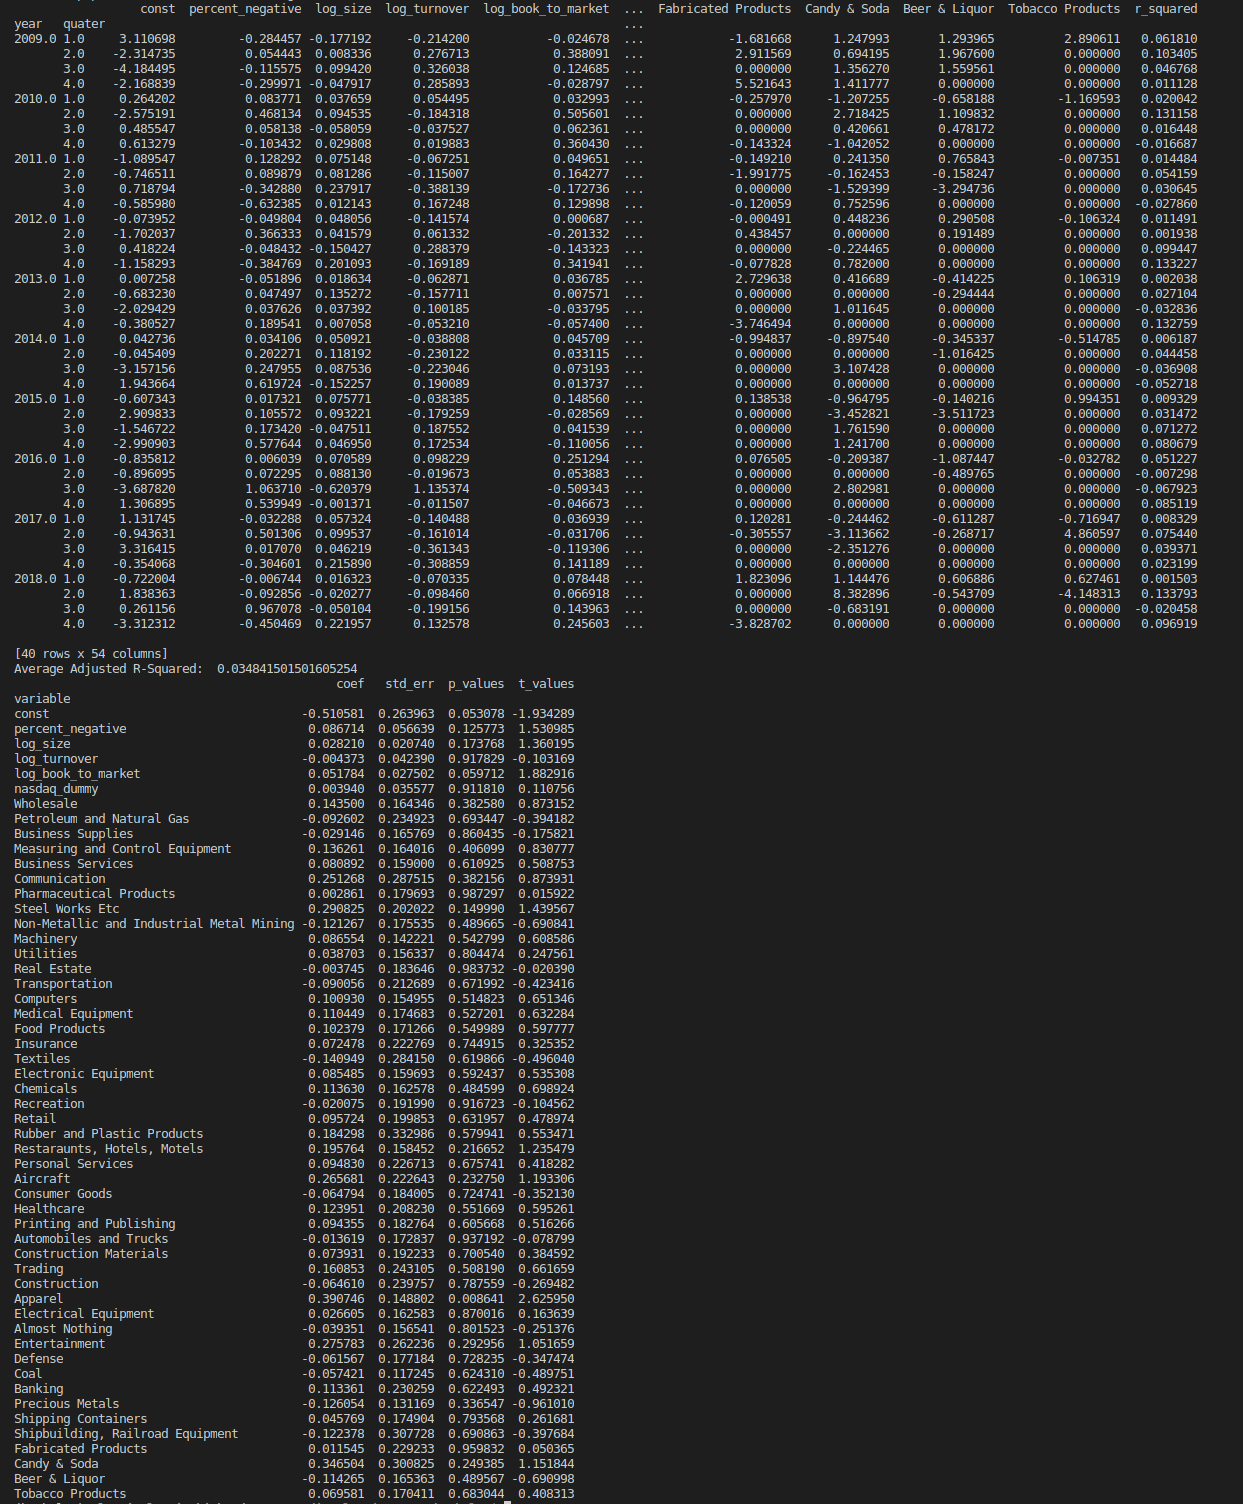 const percent_negative log_size log_turnover log_book_to_market ... Fabricated Products Candy & Soda Beer & Liquor Tobacco Products r_squared
year quater ...
2009.0 1.0 3.110698 -0.284457 -0.177192 -0.214200 -0.024678 ... -1.681668 1.247993 1.293965 2.890611 0.061810
2.0 -2.314735 0.054443 0.008336 0.276713 0.388091 ... 2.911569 0.694195 1.967600 0.000000 0.103405
3.0 -4.184495 -0.115575 0.099420 0.326038 0.124685 ... 0.000000 1.356270 1.559561 0.000000 0.046768
4.0 -2.168839 -0.299971 -0.047917 0.285893 -0.028797 ... 5.521643 1.411777 0.000000 0.000000 0.011128
2010.0 1.0 0.264202 0.083771 0.037659 0.054495 0.032993 ... -0.257970 -1.207255 -0.658188 -1.169593 0.020042
2.0 -2.575191 0.468134 0.094535 -0.184318 0.505601 ... 0.000000 2.718425 1.109832 0.000000 0.131158
3.0 0.485547 0.058138 -0.058059 -0.037527 0.062361 ... 0.000000 0.420661 0.478172 0.000000 0.016448
4.0 0.613279 -0.103432 0.029808 0.019883 0.360430 ... -0.143324 -1.042052 0.000000 0.000000 -0.016687
2011.0 1.0 -1.089547 0.128292 0.075148 -0.067251 0.049651 ... -0.149210 0.241350 0.765843 -0.007351 0.014484
2.0 -0.746511 0.089879 0.081286 -0.115007 0.164277 ... -1.991775 -0.162453 -0.158247 0.000000 0.054159
3.0 0.718794 -0.342880 0.237917 -0.388139 -0.172736 ... 0.000000 -1.529399 -3.294736 0.000000 0.030645
4.0 -0.585980 -0.632385 0.012143 0.167248 0.129898 ... -0.120059 0.752596 0.000000 0.000000 -0.027860
2012.0 1.0 -0.073952 -0.049804 0.048056 -0.141574 0.000687 ... -0.000491 0.448236 0.290508 -0.106324 0.011491
2.0 -1.702037 0.366333 0.041579 0.061332 -0.201332 ... 0.438457 0.000000 0.191489 0.000000 0.001938
3.0 0.418224 -0.048432 -0.150427 0.288379 -0.143323 ... 0.000000 -0.224465 0.000000 0.000000 0.099447
4.0 -1.158293 -0.384769 0.201093 -0.169189 0.341941 ... -0.077828 0.782000 0.000000 0.000000 0.133227
2013.0 1.0 0.007258 -0.051896 0.018634 -0.062871 0.036785 ... 2.729638 0.416689 -0.414225 0.106319 0.002038
2.0 -0.683230 0.047497 0.135272 -0.157711 0.007571 ... 0.000000 0.000000 -0.294444 0.000000 0.027104
3.0 -2.029429 0.037626 0.037392 0.100185 -0.033795 ... 0.000000 1.011645 0.000000 0.000000 -0.032836
4.0 -0.380527 0.189541 0.007058 -0.053210 -0.057400 ... -3.746494 0.000000 0.000000 0.000000 0.132759
2014.0 1.0 0.042736 0.034106 0.050921 -0.038808 0.045709 ... -0.994837 -0.897540 -0.345337 -0.514785 0.006187
2.0 -0.045409 0.202271 0.118192 -0.230122 0.033115 ... 0.000000 0.000000 -1.016425 0.000000 0.044458
3.0 -3.157156 0.247955 0.087536 -0.223046 0.073193 ... 0.000000 3.107428 0.000000 0.000000 -0.036908
4.0 1.943664 0.619724 -0.152257 0.190089 0.013737 ... 0.000000 0.000000 0.000000 0.000000 -0.052718
2015.0 1.0 -0.607343 0.017321 0.075771 -0.038385 0.148560 ... 0.138538 -0.964795 -0.140216 0.994351 0.009329
2.0 2.909833 0.105572 0.093221 -0.179259 -0.028569 ... 0.000000 -3.452821 -3.511723 0.000000 0.031472
3.0 -1.546722 0.173420 -0.047511 0.187552 0.041539 ... 0.000000 1.761590 0.000000 0.000000 0.071272
4.0 -2.990903 0.577644 0.046950 0.172534 -0.110056 ... 0.000000 1.241700 0.000000 0.000000 0.080679
2016.0 1.0 -0.835812 0.006039 0.070589 0.098229 0.251294 ... 0.076505 -0.209387 -1.087447 -0.032782 0.051227
2.0 -0.896095 0.072295 0.088130 -0.019673 0.053883 ... 0.000000 0.000000 -0.489765 0.000000 -0.007298
3.0 -3.687820 1.063710 -0.620379 1.135374 -0.509343 ... 0.000000 2.802981 0.000000 0.000000 -0.067923
4.0 1.306895 0.539949 -0.001371 -0.011507 -0.046673 ... 0.000000 0.000000 0.000000 0.000000 0.085119
2017.0 1.0 1.131745 -0.032288 0.057324 -0.140488 0.036939 ... 0.120281 -0.244462 -0.611287 -0.716947 0.008329
2.0 -0.943631 0.501306 0.099537 -0.161014 -0.031706 ... -0.305557 -3.113662 -0.268717 4.860597 0.075440
3.0 3.316415 0.017070 0.046219 -0.361343 -0.119306 ... 0.000000 -2.351276 0.000000 0.000000 0.039371
4.0 -0.354068 -0.304601 0.215890 -0.308859 0.141189 ... 0.000000 0.000000 0.000000 0.000000 0.023199
2018.0 1.0 -0.722004 -0.006744 0.016323 -0.070335 0.078448 ... 1.823096 1.144476 0.606886 0.627461 0.001503
2.0 1.838363 -0.092856 -0.020277 -0.098460 0.066918 ... 0.000000 8.382896 -0.543709 -4.148313 0.133793
3.0 0.261156 0.967078 -0.050104 -0.199156 0.143963 ... 0.000000 -0.683191 0.000000 0.000000 -0.020458
4.0 -3.312312 -0.450469 0.221957 0.132578 0.245603 ... -3.828702 0.000000 0.000000 0.000000 0.096919
[40 rows x 54 columns]
Average Adjusted R-Squared: 0.034841501501605254
coef std_err p_values t_values
variable
const -0.510581 0.263963 0.053078 -1.934289
percent_negative 0.086714 0.056639 0.125773 1.530985
log_size 0.028210 0.020740 0.173768 1.360195
log_turnover -0.004373 0.042390 0.917829 -0.103169
log_book_to_market 0.051784 0.027502 0.059712 1.882916
nasdaq_dummy 0.003940 0.035577 0.911810 0.110756
Wholesale 0.143500 0.164346 0.382580 0.873152
Petroleum and Natural Gas -0.092602 0.234923 0.693447 -0.394182
Business Supplies -0.029146 0.165769 0.860435 -0.175821
Measuring and Control Equipment 0.136261 0.164016 0.406099 0.830777
Business Services 0.080892 0.159000 0.610925 0.508753
Communication 0.251268 0.287515 0.382156 0.873931
Pharmaceutical Products 0.002861 0.179693 0.987297 0.015922
Steel Works Etc 0.290825 0.202022 0.149990 1.439567
Non-Metallic and Industrial Metal Mining -0.121267 0.175535 0.489665 -0.690841
Machinery 0.086554 0.142221 0.542799 0.608586
Utilities 0.038703 0.156337 0.804474 0.247561
Real Estate -0.003745 0.183646 0.983732 -0.020390
Transportation -0.090056 0.212689 0.671992 -0.423416
Computers 0.100930 0.154955 0.514823 0.651346
Medical Equipment 0.110449 0.174683 0.527201 0.632284
Food Products 0.102379 0.171266 0.549989 0.597777
Insurance 0.072478 0.222769 0.744915 0.325352
Textiles -0.140949 0.284150 0.619866 -0.496040
Electronic Equipment 0.085485 0.159693 0.592437 0.535308
Chemicals 0.113630 0.162578 0.484599 0.698924
Recreation -0.020075 0.191990 0.916723 -0.104562
Retail 0.095724 0.199853 0.631957 0.478974
Rubber and Plastic Products 0.184298 0.332986 0.579941 0.553471
Restaraunts, Hotels, Motels 0.195764 0.158452 0.216652 1.235479
Personal Services 0.094830 0.226713 0.675741 0.418282
Aircraft 0.265681 0.222643 0.232750 1.193306
Consumer Goods -0.064794 0.184005 0.724741 -0.352130
Healthcare 0.123951 0.208230 0.551669 0.595261
Printing and Publishing 0.094355 0.182764 0.605668 0.516266
Automobiles and Trucks -0.013619 0.172837 0.937192 -0.078799
Construction Materials 0.073931 0.192233 0.700540 0.384592
Trading 0.160853 0.243105 0.508190 0.661659
Construction -0.064610 0.239757 0.787559 -0.269482
Apparel 0.390746 0.148802 0.008641 2.625950
Electrical Equipment 0.026605 0.162583 0.870016 0.163639
Almost Nothing -0.039351 0.156541 0.801523 -0.251376
Entertainment 0.275783 0.262236 0.292956 1.051659
Defense -0.061567 0.177184 0.728235 -0.347474
Coal -0.057421 0.117245 0.624310 -0.489751
Banking 0.113361 0.230259 0.622493 0.492321
Precious Metals -0.126054 0.131169 0.336547 -0.961010
Shipping Containers 0.045769 0.174904 0.793568 0.261681
Shipbuilding, Railroad Equipment -0.122378 0.307728 0.690863 -0.397684
Fabricated Products 0.011545 0.229233 0.959832 0.050365
Candy & Soda 0.346504 0.300825 0.249385 1.151844
Beer & Liquor -0.114265 0.165363 0.489567 -0.690998
Tobacco Products 0.069581 0.170411 0.683044 0.408313